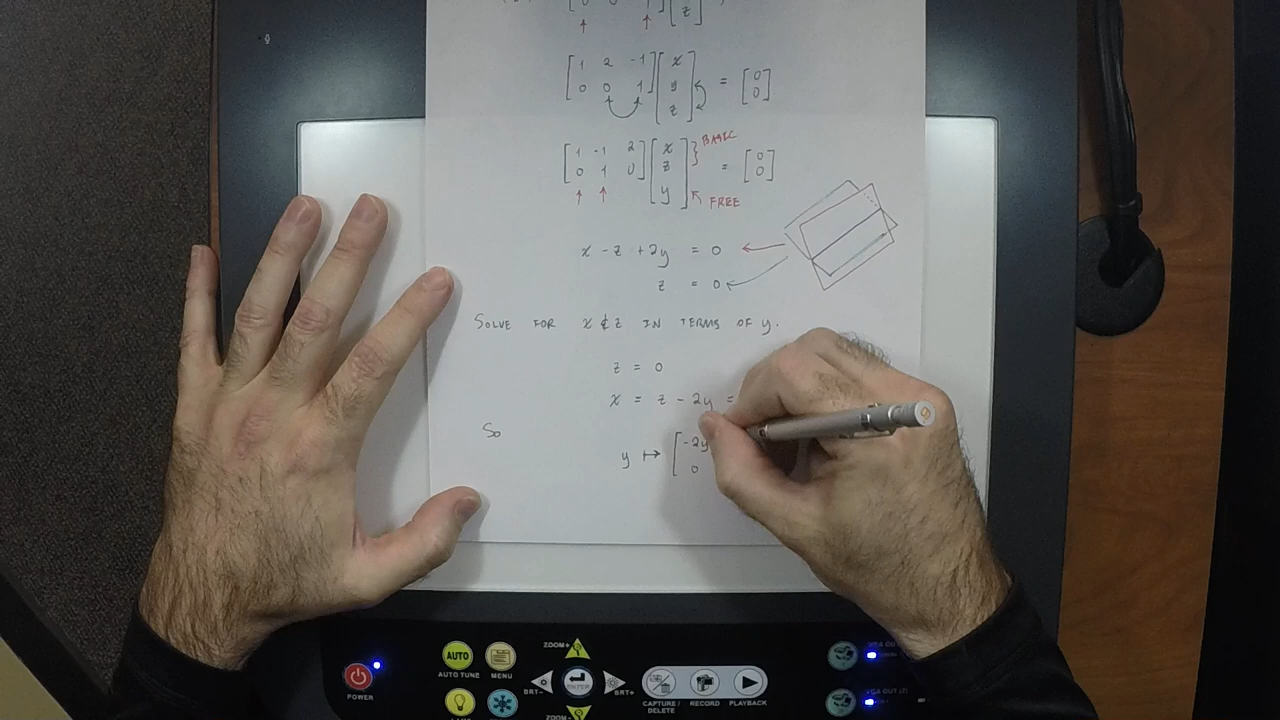 z
[1 2 -1] [x]
[0 0 1] [y] = [0]
[z] [0]
[1 -1 2] [x] } BASIC
[0 1 0] [z] = [0]
[y] [0]
FREE
x - z + 2y = 0
z = 0
SOLVE FOR x & z IN TERMS OF y.
z = 0
x = z - 2y =
So
y ↦ [-2y
0
AUTO
AUTO TUNE
MENU
ZOOM+
BRT-
BRT+
ZOOM-
POWER
CAPTURE/
DELETE
RECORD
PLAYBACK